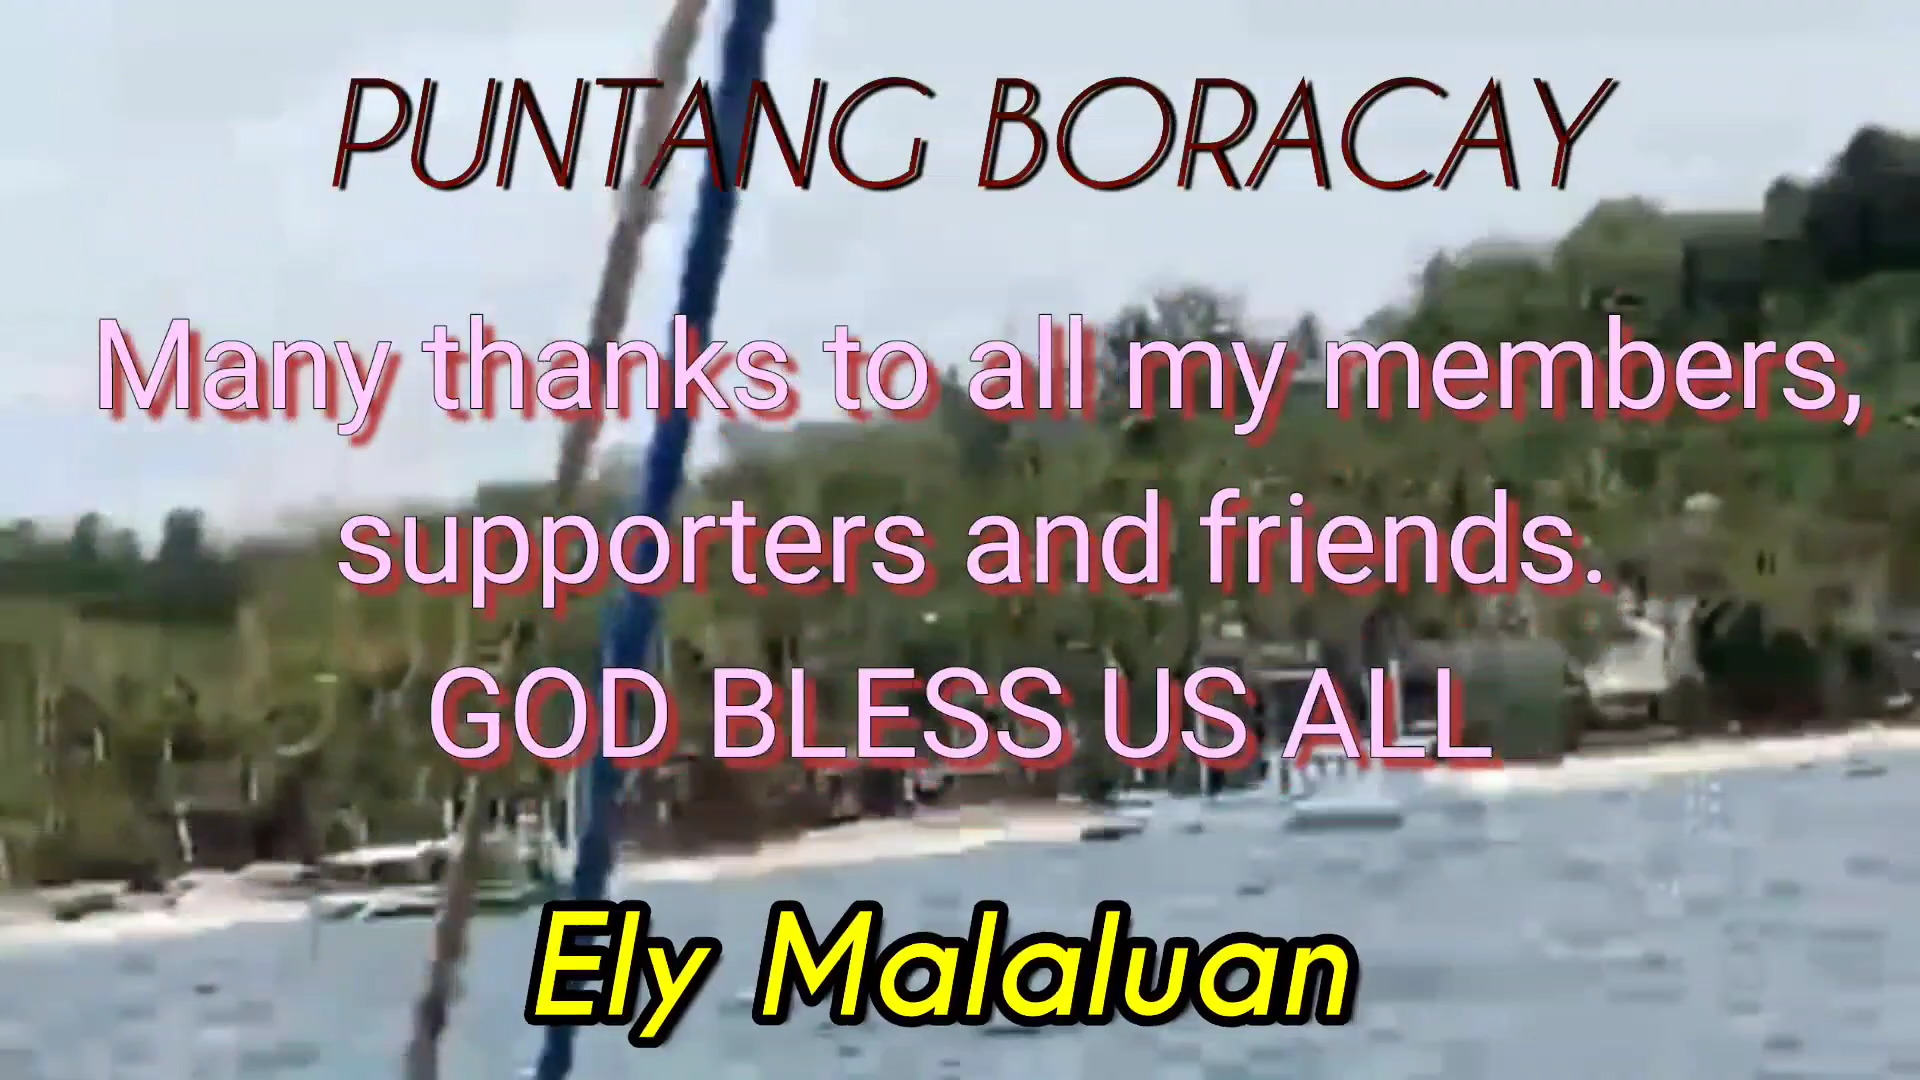 PUNTANG BORACAY
Many thanks to all my members,
supporters and friends.
GOD BLESS US ALL
Ely Malaluan